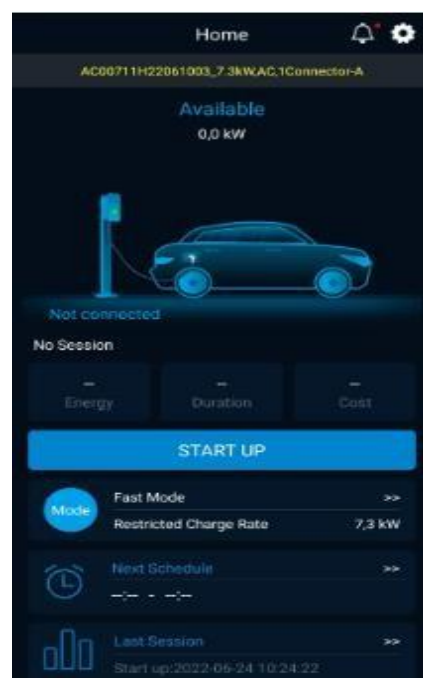 Home
AC00711H22061003_7.3kW,AC,1Connector-A
Available
0,0 kW
Not connected
No Session
-- -- --
Energy Duration Cost
START UP
Mode
Fast Mode >>
Restricted Charge Rate 7,3 kW
Next Schedule >>
--:-- - --:--
Last Session >>
Start up:2022-06-24 10:24:22